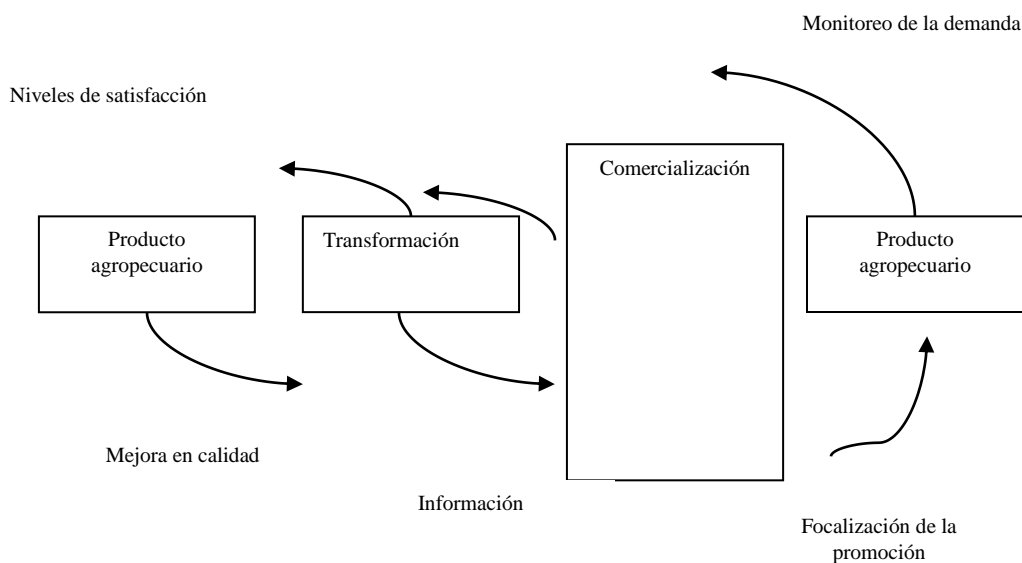 Monitoreo de la demanda
Niveles de satisfacción
Comercialización
Producto
agropecuario
Transformación
Producto
agropecuario
Mejora en calidad
Información
Focalización de la
promoción